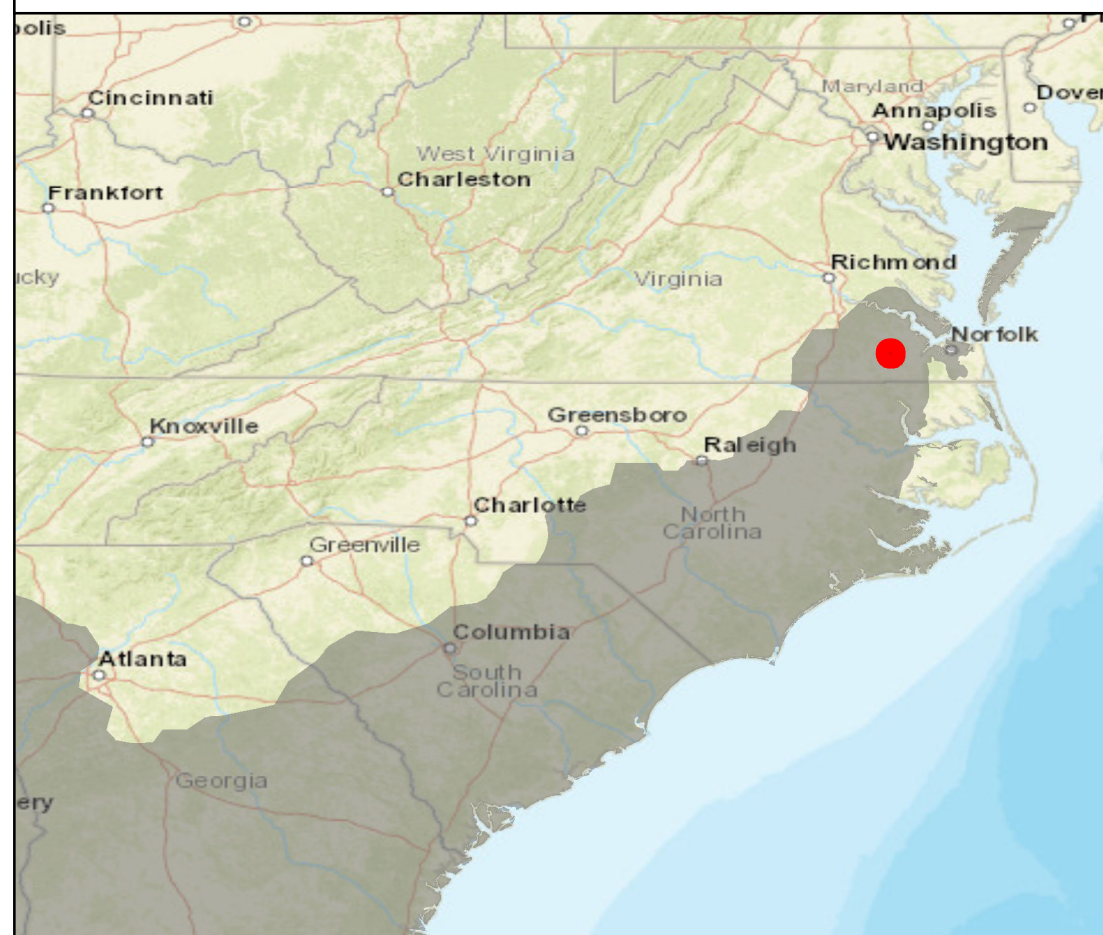 polis
Cincinnati
Maryland
Dover
Annapolis
Washington
West Virginia
Charleston
Frankfort
Richmond
ucky
Virginia
Norfolk
Greensboro
Knoxville
Raleigh
Charlotte
North
Carolina
Greenville
Columbia
Atlanta
South
Carolina
Georgia
ery